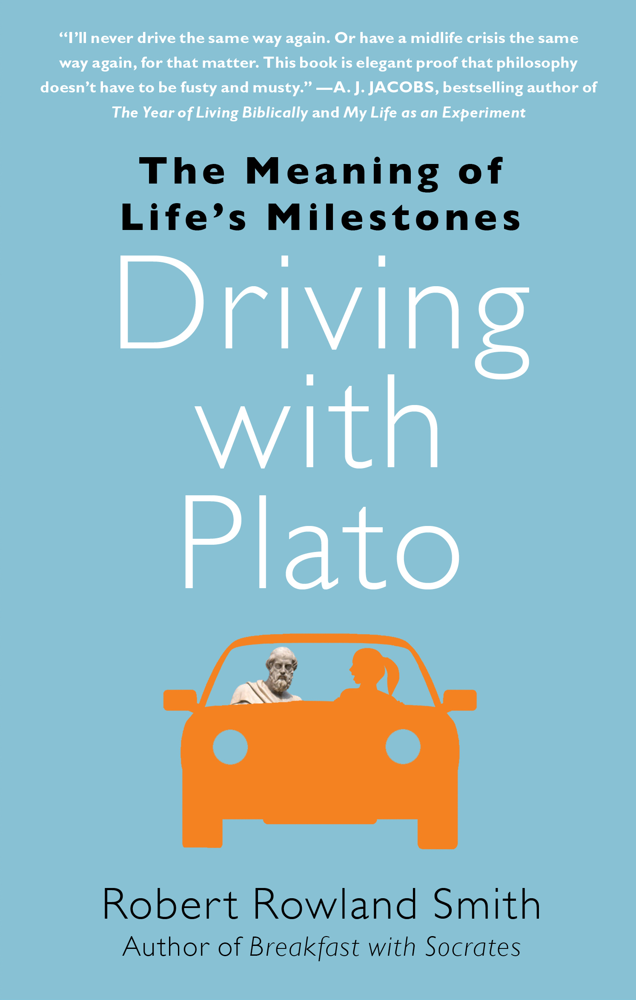 “I’ll never drive the same way again. Or have a midlife crisis the same
way again, for that matter. This book is elegant proof that philosophy
doesn’t have to be fusty and musty.” —A. J. JACOBS, bestselling author of
The Year of Living Biblically and My Life as an Experiment
The Meaning of
Life’s Milestones
Driving
with
Plato
Robert Rowland Smith
Author of Breakfast with Socrates